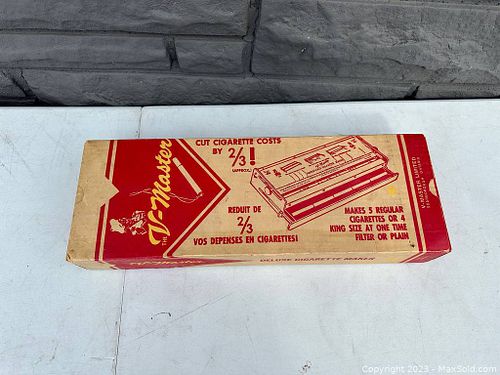 THE
V-Master
CUT CIGARETTE COSTS
BY 2/3!
(APPROX.)
REDUIT DE
2/3
VOS DEPENSES EN CIGARETTES!
MAKES 5 REGULAR
CIGARETTES OR 4
KING SIZE AT ONE TIME
FILTER OR PLAIN
V-MASTER LIMITED
DELUXE CIGARETTE MAKER
Copyright 2023 - MaxSold.com